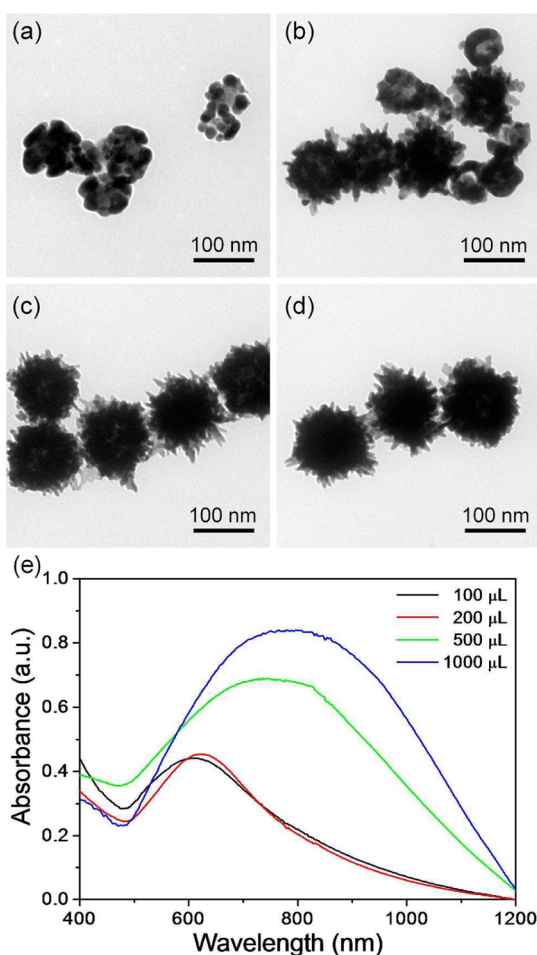 (a)
100 nm
(b)
100 nm
(c)
100 nm
(d)
100 nm
(e)
1.0
0.8
0.6
0.4
0.2
0.0
Absorbance (a.u.)
100 μL
200 μL
500 μL
1000 μL
400 600 800 1000 1200
Wavelength (nm)